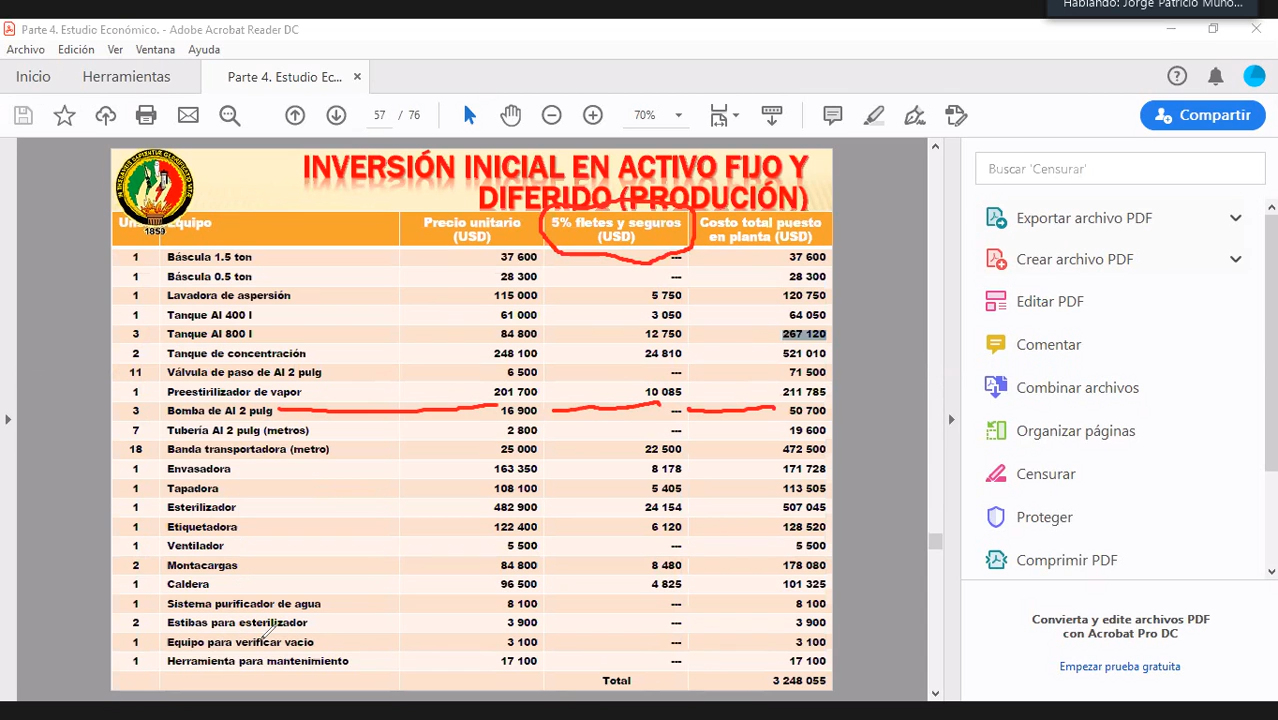 Hablando: Jorge Patricio Muño...
Parte 4. Estudio Económico. - Adobe Acrobat Reader DC
Archivo Edición Ver Ventana Ayuda
Inicio Herramientas Parte 4. Estudio Ec... ×
57 / 76 70% Compartir
INVERSIÓN INICIAL EN ACTIVO FIJO Y
DIFERIDO (PRODUCIÓN)
1859
Equipo Precio unitario (USD) 5% fletes y seguros (USD) Costo total puesto en planta (USD)
1 Báscula 1.5 ton 37 600 --- 37 600
1 Báscula 0.5 ton 28 300 --- 28 300
1 Lavadora de aspersión 115 000 5 750 120 750
1 Tanque AI 400 l 61 000 3 050 64 050
3 Tanque AI 800 l 84 800 12 750 267 120
2 Tanque de concentración 248 100 24 810 521 010
11 Válvula de paso de AI 2 pulg 6 500 --- 71 500
1 Preestirilizador de vapor 201 700 10 085 211 785
3 Bomba de AI 2 pulg 16 900 --- 50 700
7 Tubería AI 2 pulg (metros) 2 800 --- 19 600
18 Banda transportadora (metro) 25 000 22 500 472 500
1 Envasadora 163 350 8 178 171 728
1 Tapadora 108 100 5 405 113 505
1 Esterilizador 482 900 24 154 507 045
1 Etiquetadora 122 400 6 120 128 520
1 Ventilador 5 500 --- 5 500
2 Montacargas 84 800 8 480 178 080
1 Caldera 96 500 4 825 101 325
1 Sistema purificador de agua 8 100 --- 8 100
2 Estibas para esterilizador 3 900 --- 3 900
1 Equipo para verificar vacio 3 100 --- 3 100
1 Herramienta para mantenimiento 17 100 --- 17 100
Total 3 248 055
Buscar 'Censurar'
Exportar archivo PDF
Crear archivo PDF
Editar PDF
Comentar
Combinar archivos
Organizar páginas
Censurar
Proteger
Comprimir PDF
Convierta y edite archivos PDF
con Acrobat Pro DC
Empezar prueba gratuita